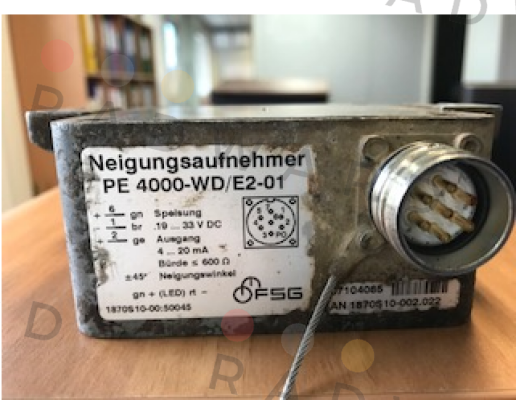 Neigungsaufnehmer
PE 4000-WD/E2-01
+ 6 gn Speisung
- 1 br 19 ... 33 V DC
+ 2 ge Ausgang
4 ... 20 mA
Bürde ≤ 600 Ω
±45° Neigungswinkel
gn + (LED) rt -
FSG
1870S10-00:50045
07104085
AN 1870S10-002.022